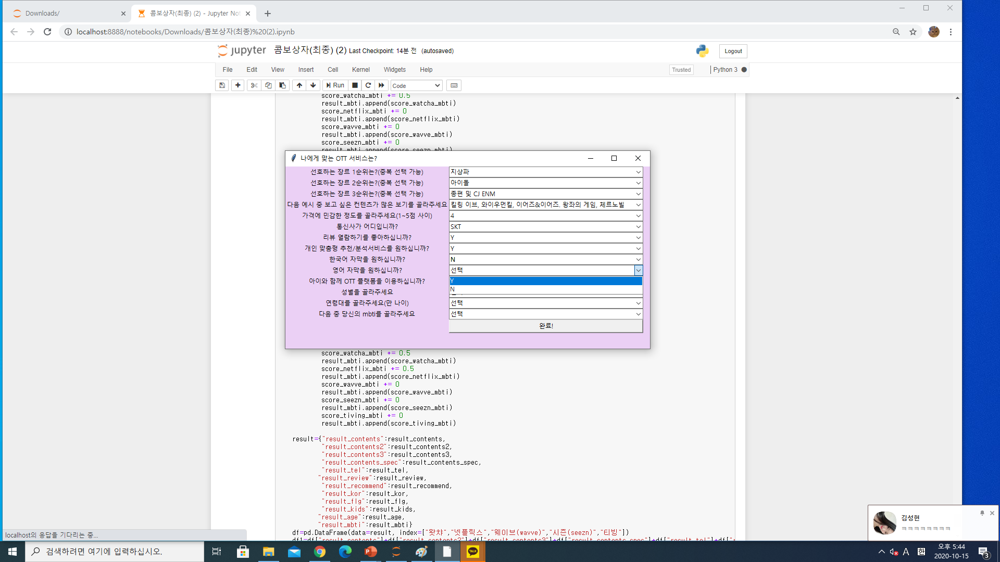 Downloads/
콤보상자(최종) (2) - Jupyter Not
localhost:8888/notebooks/Downloads/콤보상자(최종)%20(2).ipynb
jupyter 콤보상자(최종) (2) Last Checkpoint: 14분 전 (autosaved)
Logout
File Edit View Insert Cell Kernel Widgets Help
Trusted
Python 3
Run
Code
score_watcha_mbti += 0.5
result_mbti.append(score_watcha_mbti)
score_netflix_mbti += 0
result_mbti.append(score_netflix_mbti)
score_wavve_mbti += 0
result_mbti.append(score_wavve_mbti)
score_seezn_mbti += 0
result_mbti.append(score_seezn_mbti)
나에게 맞는 OTT 서비스는?
선호하는 장르 1순위는?(중복 선택 가능) 지상파
선호하는 장르 2순위는?(중복 선택 가능) 아이돌
선호하는 장르 3순위는?(중복 선택 가능) 종편 및 CJ ENM
다음 예시 중 보고 싶은 컨텐츠가 많은 보기를 골라주세요 킬링 이브, 와이우먼킬, 이어즈&이어즈. 왕좌의 게임, 체르노빌
가격에 민감한 정도를 골라주세요(1~5점 사이) 4
통신사가 어디입니까? SKT
리뷰 열람하기를 좋아하십니까? Y
개인 맞춤형 추천/분석서비스를 원하십니까? Y
한국어 자막을 원하십니까? N
영어 자막을 원하십니까? 선택
아이와 함께 OTT 플랫폼을 이용하십니까? Y
N
성별을 골라주세요
연령대를 골라주세요(만 나이) 선택
다음 중 당신의 mbti를 골라주세요 선택
완료!
score_watcha_mbti += 0.5
result_mbti.append(score_watcha_mbti)
score_netflix_mbti += 0.5
result_mbti.append(score_netflix_mbti)
score_wavve_mbti += 0
result_mbti.append(score_wavve_mbti)
score_seezn_mbti += 0
result_mbti.append(score_seezn_mbti)
score_tiving_mbti += 0
result_mbti.append(score_tiving_mbti)
result={"result_contents":result_contents,
"result_contents2":result_contents2,
"result_contents3":result_contents3,
"result_contents_spec":result_contents_spec,
"result_tel":result_tel,
"result_review":result_review,
"result_recommend":result_recommend,
"result_kor":result_kor,
"result_flg":result_flg,
"result_kids":result_kids,
"result_age":result_age,
"result_mbti":result_mbti}
df=pd.DataFrame(data=result, index=["왓챠","넷플릭스","웨이브(wavve)","시즌(seezn)","티빙"])
df1=df["result_contents"]+df["result_contents2"]+df["result_contents3"]+df["result_contents_spec"]+df["result_tel"]+df["r
localhost의 응답을 기다리는 중...
김성현
ㅋㅋㅋㅋㅋㅋㅋㅋ
검색하려면 여기에 입력하십시오.
TALK
A 한
오후 5:44
2020-10-15
3